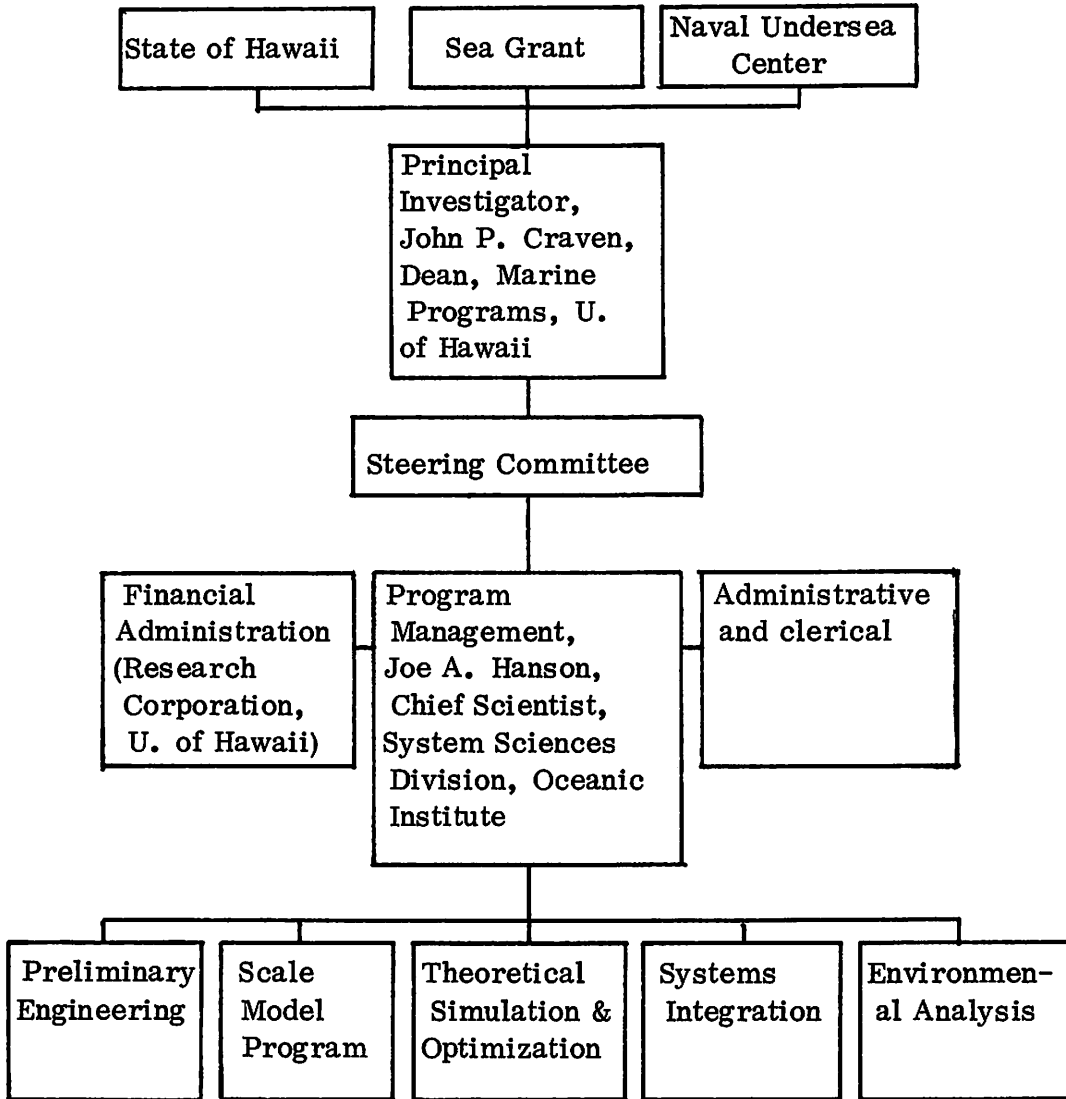 State of Hawaii
Sea Grant
Naval Undersea
Center
Principal
Investigator,
John P. Craven,
Dean, Marine
Programs, U.
of Hawaii
Steering Committee
Financial
Administration
(Research
Corporation,
U. of Hawaii)
Program
Management,
Joe A. Hanson,
Chief Scientist,
System Sciences
Division, Oceanic
Institute
Administrative
and clerical
Preliminary
Engineering
Scale
Model
Program
Theoretical
Simulation &
Optimization
Systems
Integration
Environmen-
al Analysis